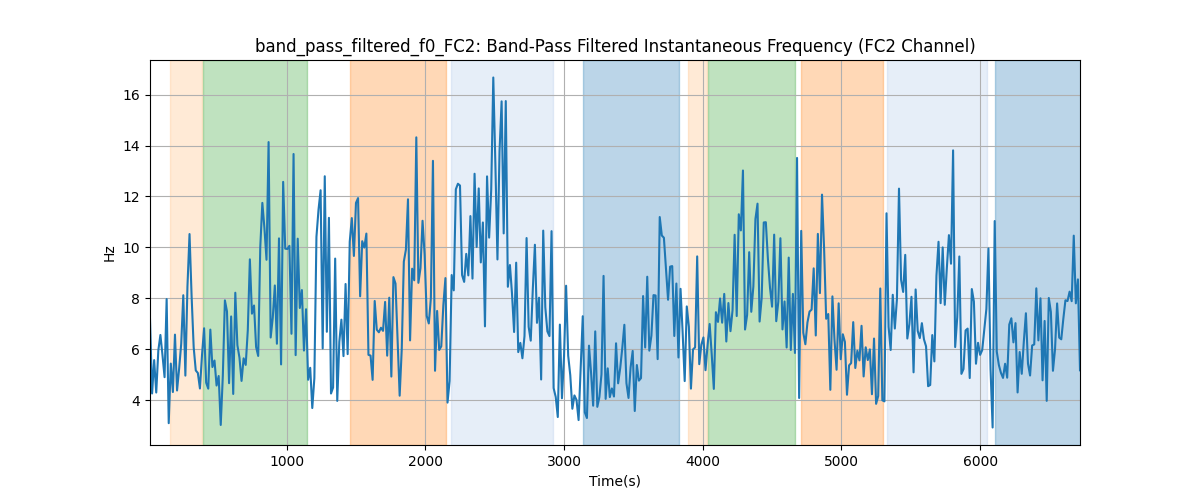 band_pass_filtered_f0_FC2: Band-Pass Filtered Instantaneous Frequency (FC2 Channel)
16
14
12
10
8
6
4
Hz
1000 2000 3000 4000 5000 6000
Time(s)